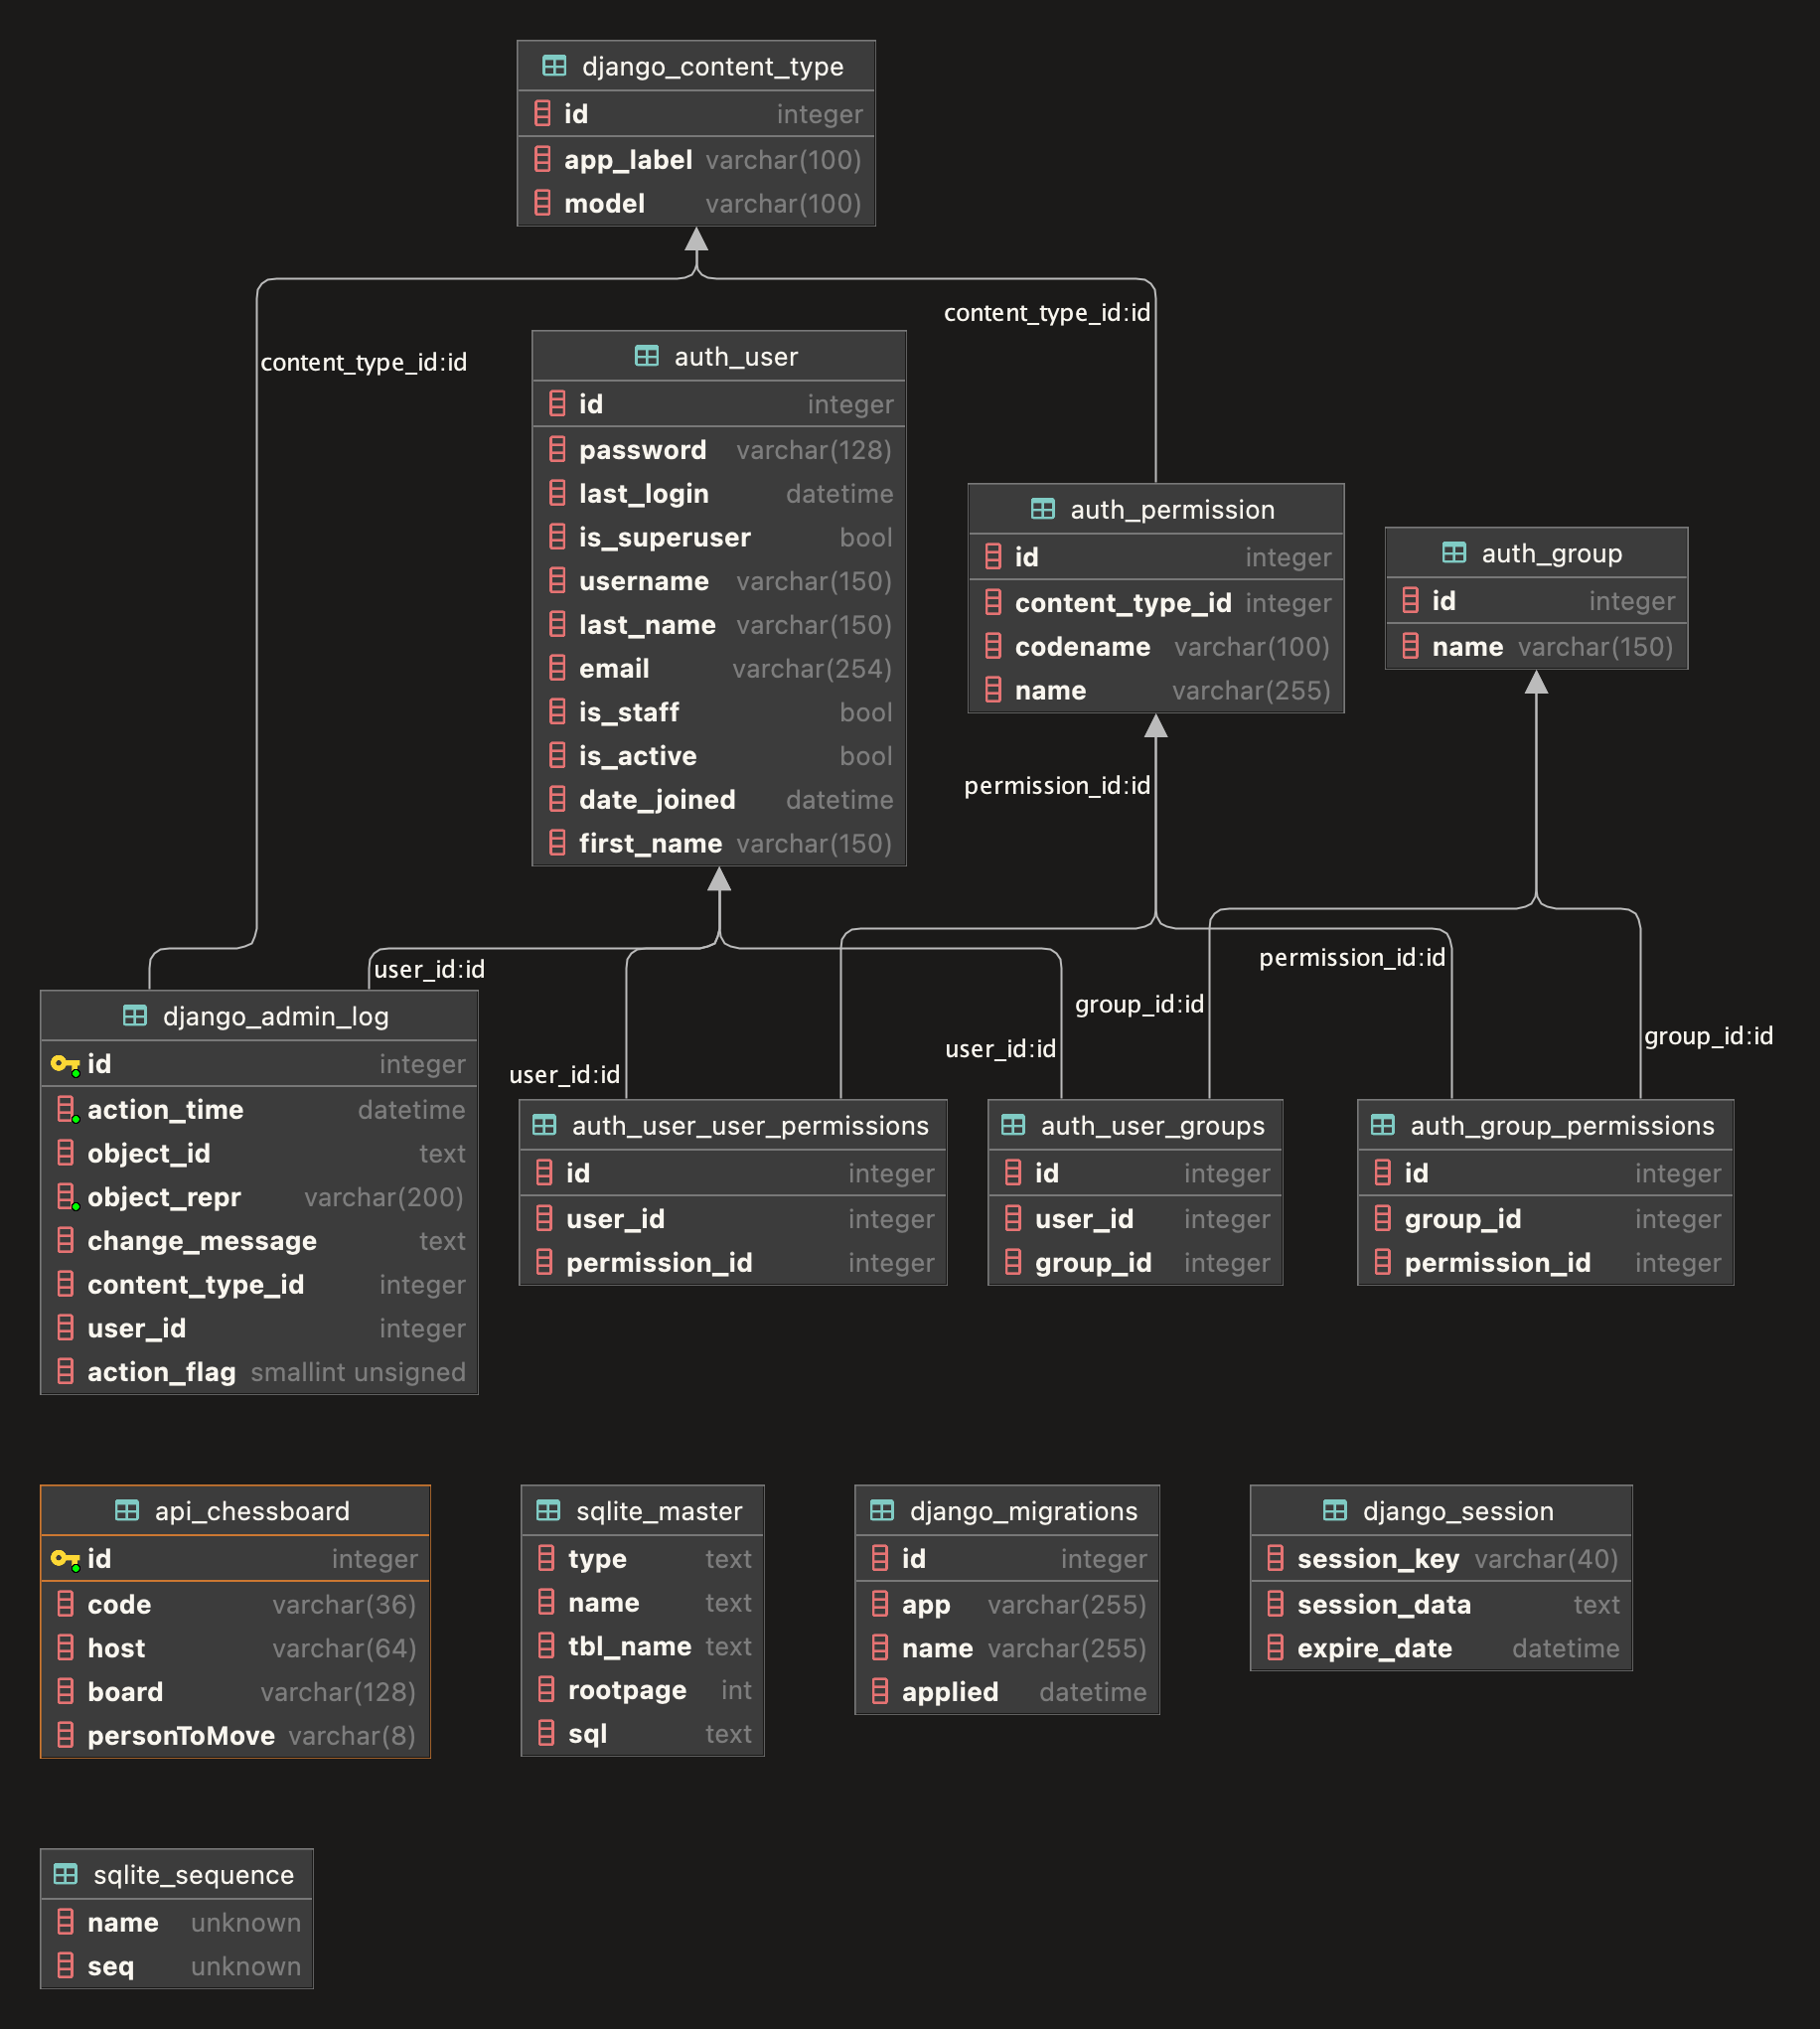 django_content_type
id integer
app_label varchar(100)
model varchar(100)
content_type_id:id
content_type_id:id
auth_user
id integer
password varchar(128)
last_login datetime
is_superuser bool
username varchar(150)
last_name varchar(150)
email varchar(254)
is_staff bool
is_active bool
date_joined datetime
first_name varchar(150)
auth_permission
id integer
content_type_id integer
codename varchar(100)
name varchar(255)
auth_group
id integer
name varchar(150)
permission_id:id
user_id:id
permission_id:id
group_id:id
group_id:id
user_id:id
user_id:id
django_admin_log
id integer
action_time datetime
object_id text
object_repr varchar(200)
change_message text
content_type_id integer
user_id integer
action_flag smallint unsigned
auth_user_user_permissions
id integer
user_id integer
permission_id integer
auth_user_groups
id integer
user_id integer
group_id integer
auth_group_permissions
id integer
group_id integer
permission_id integer
api_chessboard
id integer
code varchar(36)
host varchar(64)
board varchar(128)
personToMove varchar(8)
sqlite_master
type text
name text
tbl_name text
rootpage int
sql text
django_migrations
id integer
app varchar(255)
name varchar(255)
applied datetime
django_session
session_key varchar(40)
session_data text
expire_date datetime
sqlite_sequence
name unknown
seq unknown